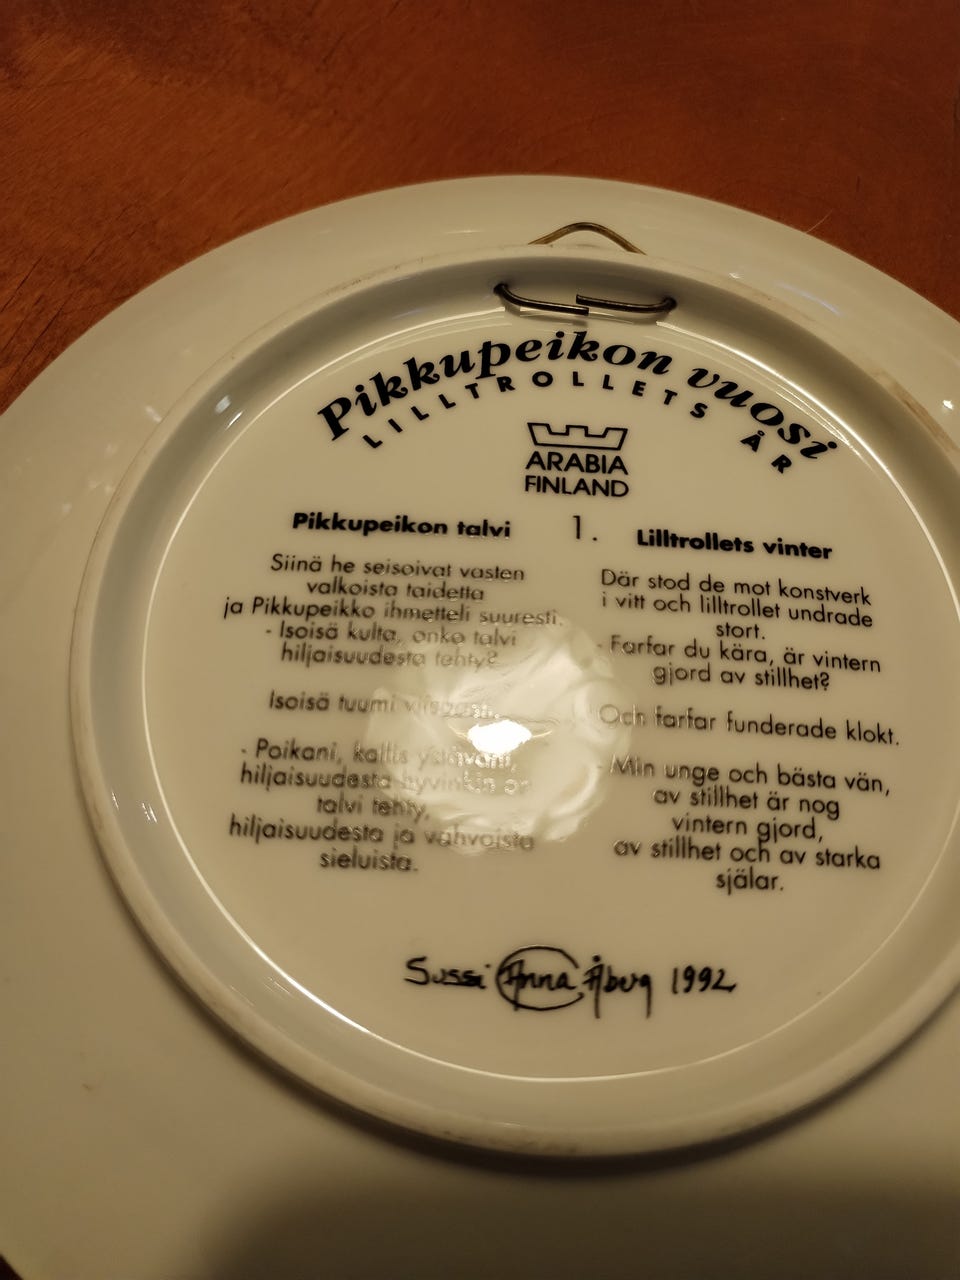 Pikkupeikon vuosi
LILLTROLLETS ÅR
ARABIA
FINLAND
1.
Pikkupeikon talvi
Siinä he seisoivat vasten
valkoista taidetta
ja Pikkupeikko ihmetteli suuresti.
- Isoisä kulta, onko talvi
hiljaisuudesta tehty?
Isoisä tuumi viisaasti.
- Poikani, kallis ystäväni,
hiljaisuudesta hyvinkin on
talvi tehty,
hiljaisuudesta ja vahvoista
sieluista.
Lilltrollets vinter
Där stod de mot konstverk
i vitt och lilltrollet undrade
stort.
- Farfar du kära, är vintern
gjord av stillhet?
Och farfar funderade klokt.
- Min unge och bästa vän,
av stillhet är nog
vintern gjord,
av stillhet och av starka
själar.
Sussi Anna Åberg 1992